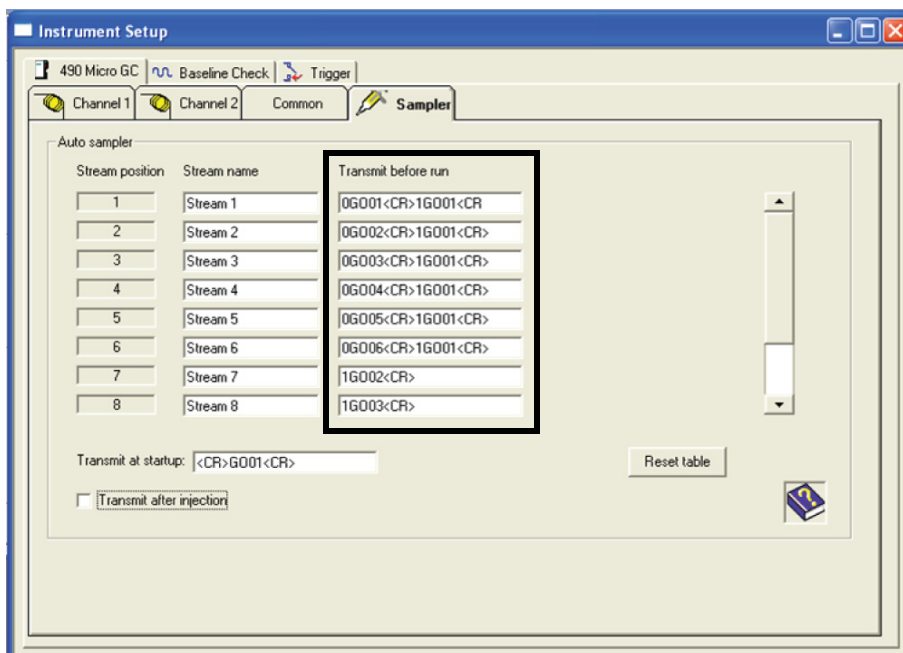 Instrument Setup
490 Micro GC Baseline Check Trigger
Channel 1 Channel 2 Common Sampler
Auto sampler
Stream position Stream name Transmit before run
1 Stream 1 0GO01<CR>1GO01<CR
2 Stream 2 0GO02<CR>1GO01<CR>
3 Stream 3 0GO03<CR>1GO01<CR>
4 Stream 4 0GO04<CR>1GO01<CR>
5 Stream 5 0GO05<CR>1GO01<CR>
6 Stream 6 0GO06<CR>1GO01<CR>
7 Stream 7 1GO02<CR>
8 Stream 8 1GO03<CR>
Transmit at startup: <CR>GO01<CR> Reset table
Transmit after injection